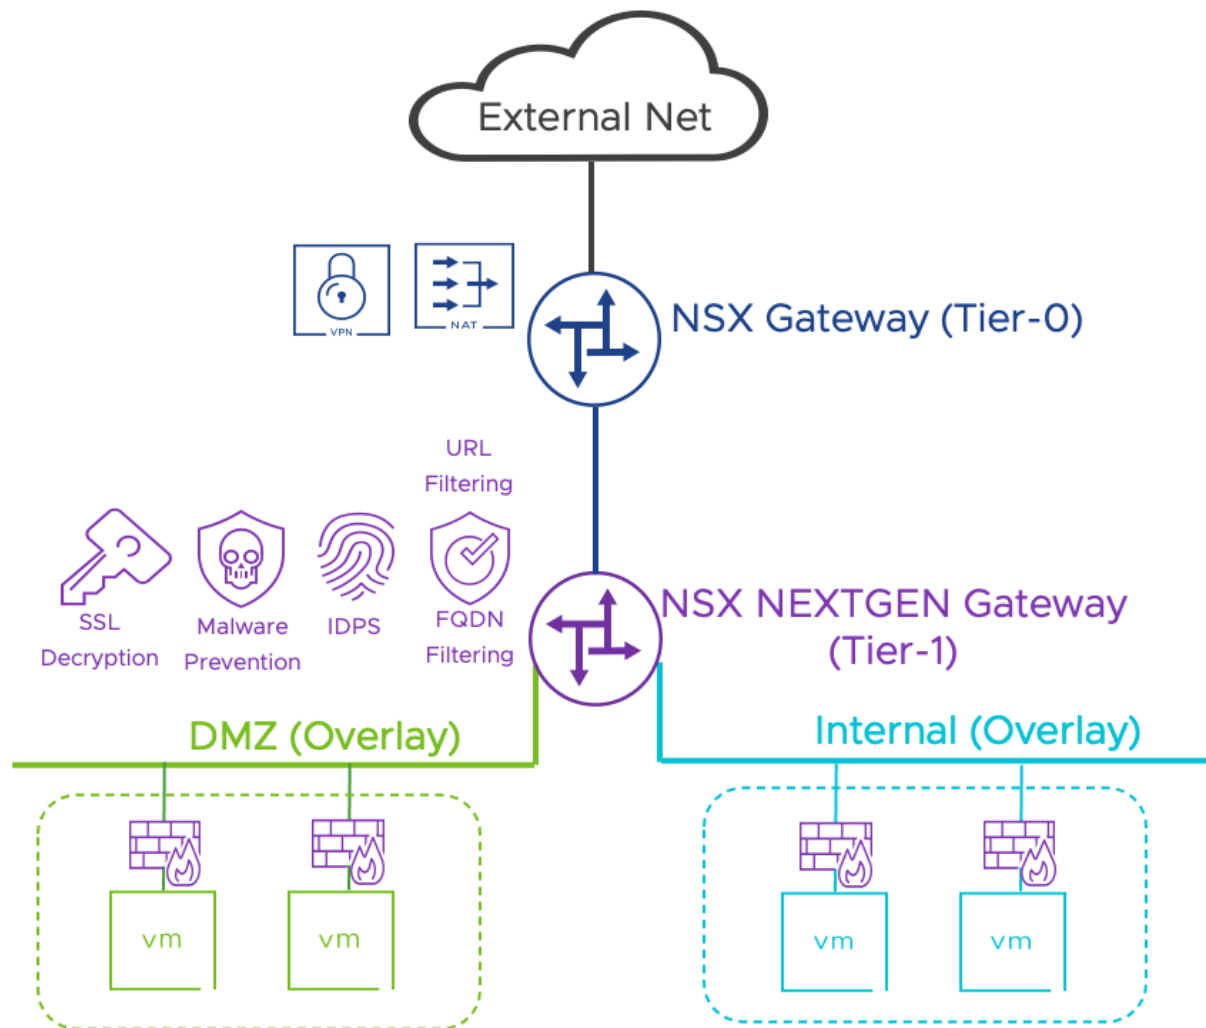 External Net
VPN
NAT
NSX Gateway (Tier-0)
URL
Filtering
SSL
Decryption
Malware
Prevention
IDPS
FQDN
Filtering
NSX NEXTGEN Gateway
(Tier-1)
DMZ (Overlay)
Internal (Overlay)
vm
vm
vm
vm